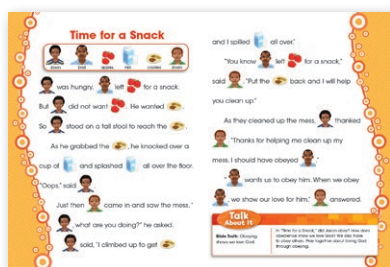 Time for a Snack
Jason
Brad
apples
milk
cookies
was hungry. left for a snack.
But did not want . He wanted .
So stood on a tall stool to reach the .
As he grabbed the , he knocked over a
cup of and splashed all over the floor.
"Oops," said .
Just then came in and saw the mess. "
, what are you doing?" he asked.
said, "I climbed up to get
and I spilled all over."
"You know left for a snack,"
said . "Put the back and I will help
you clean up."
As they cleaned up the mess, thanked
. "Thanks for helping me clean up my
mess. I should have obeyed ."
" wants us to obey him. When we obey
, we show our love for him," answered.
Talk
About It
Bible Truth: Obeying
shows we love God.
In "Time for a Snack," did Jason obey? How does
obedience show we love God? We also have
to obey others. Pray together about loving God
through obeying.